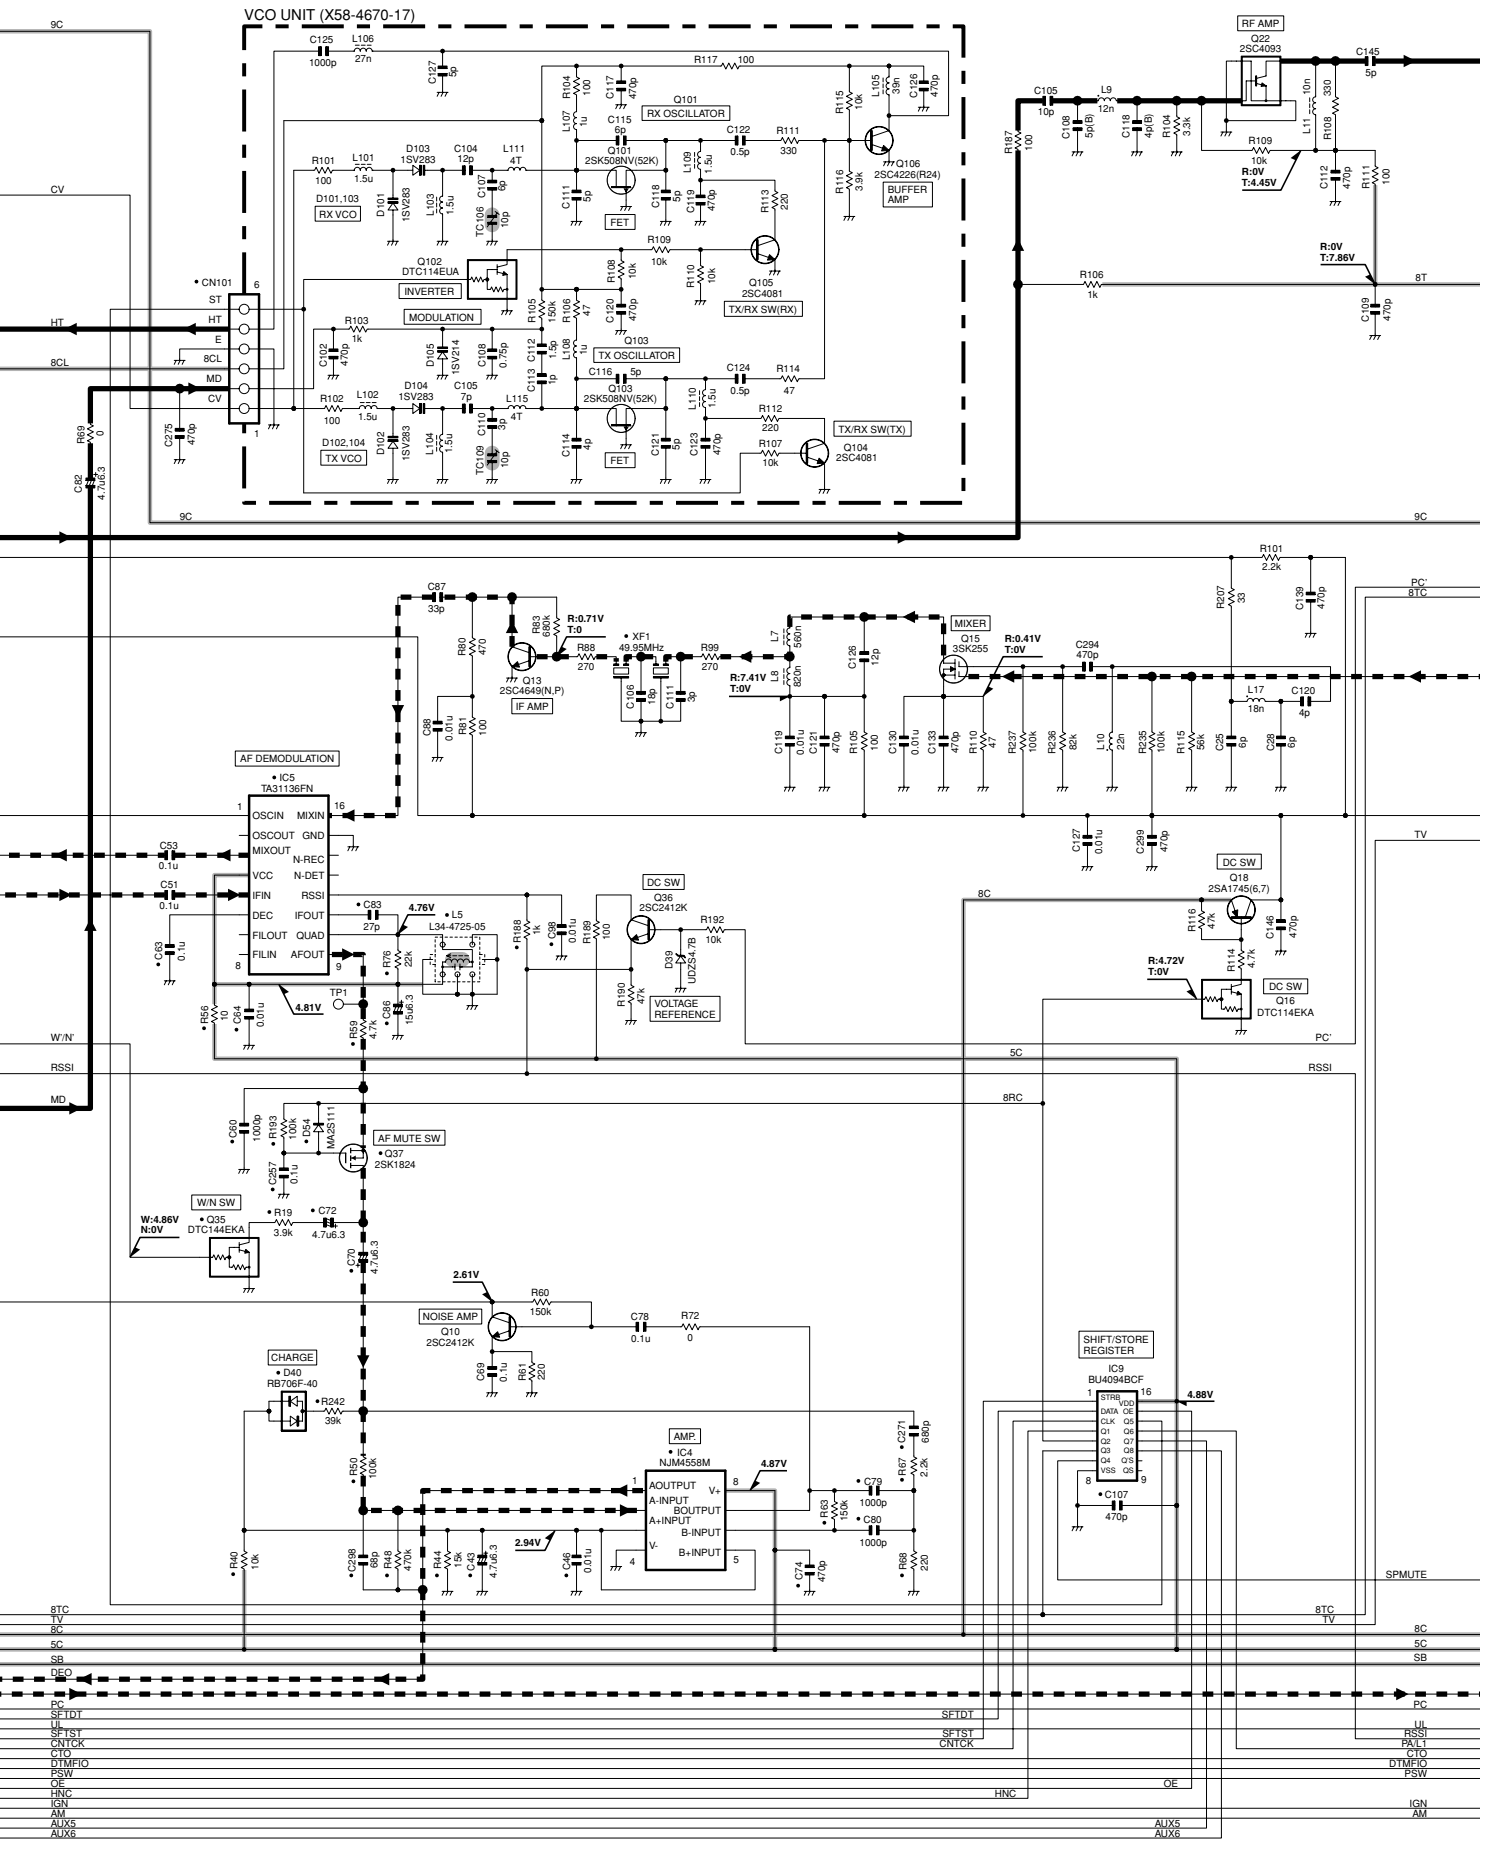 VCO UNIT (X58-4670-17)
9C
C125
1000p
L106
27n
C127
5p
R117 100
R104
100
C117
470p
L105
39n
C126
470p
R115
10k
L107
1u
Q101
RX OSCILLATOR
C115
6p
Q101
2SK508NV(52K)
C122
0.5p
R111
330
Q106
2SC4226(R24)
BUFFER
AMP
R101
100
L101
1.5u
D103
1SV283
C104
12p
L111
4T
C107
6p
TC106
10p
D101
1SV283
L103
1.5u
D101,103
RX VCO
C111
5p
FET
C118
5p
L109
1.5u
C119
470p
R113
220
R116
3.9k
CV
Q102
DTC114EUA
INVERTER
R108
10k
R109
10k
R110
10k
Q105
2SC4081
TX/RX SW(RX)
CN101
6
ST
HT
E
8CL
MD
CV
1
HT
8CL
R103
1k
C102
470p
MODULATION
D105
1SV214
C108
0.75p
R105
150k
R106
47
C120
470p
C112
1.5p
C113
1p
L108
1u
Q103
TX OSCILLATOR
C116 5p
Q103
2SK508NV(52K)
C124
0.5p
R114
47
L110
1.5u
R112
220
R107
10k
TX/RX SW(TX)
Q104
2SC4081
R102
100
L102
1.5u
D104
1SV283
C105
7p
L115
4T
C110
3p
TC109
10p
D102
1SV283
L104
1.5u
D102,104
TX VCO
C114
4p
FET
C121
5p
C123
470p
R69
0
C275
470p
C82
4.7u6.3
9C
9C
RF AMP
Q22
2SC4093
C145
5p
C105
10p
L9
12n
C108
5p(B)
C118
4p(B)
R104
3.3k
L11
10n
R108
330
R187
100
R109
10k
R:0V
T:4.45V
C112
470p
R111
100
R:0V
T:7.86V
R106
1k
8T
C109
470p
R101
2.2k
R207
33
C139
470p
PC'
8TC
C87
33p
R80
470
R83
680k
R:0.71V
T:0
Q13
2SC4649(N,P)
IF AMP
R88
270
XF1
49.95MHz
C106
18p
C111
3p
R99
270
L7
560n
L8
820n
R:7.41V
T:0V
C126
12p
MIXER
Q15
3SK255
R:0.41V
T:0V
C294
470p
L17
18n
C120
4p
C88
0.01u
R81
100
C119
0.01u
C121
470p
R105
100
C130
0.01u
C133
470p
R110
47
R237
100k
R236
82k
L10
22n
R235
100k
R115
56k
C25
6p
C28
6p
AF DEMODULATION
IC5
TA31136FN
1
16
OSCIN MIXIN
OSCOUT GND
MIXOUT
N-REC
VCC N-DET
IFIN RSSI
DEC IFOUT
FILOUT QUAD
FILIN AFOUT
8
9
C53
0.1u
C51
0.1u
C63
0.1u
C83
27p
4.76V
L5
L34-4725-05
R76
22k
C86
15u6.3
R188
1k
C98
0.01u
R189
100
DC SW
Q36
2SC2412K
R192
10k
D39
UDZS4.7B
R190
47k
VOLTAGE
REFERENCE
C127
0.01u
C299
470p
TV
DC SW
Q18
2SA1745(6,7)
8C
R116
47k
C146
470p
R114
4.7k
R:4.72V
T:0V
DC SW
Q16
DTC114EKA
R56
10
C64
0.01u
4.81V
TP1
R59
4.7k
W'/N'
PC'
5C
RSSI
RSSI
MD
8RC
C60
1000p
R193
100k
D54
MA2S111
C257
0.1u
AF MUTE SW
Q37
2SK1824
W/N SW
Q35
DTC144EKA
W:4.86V
N:0V
R19
3.9k
C72
4.7u6.3
C70
4.7u6.3
2.61V
NOISE AMP
Q10
2SC2412K
R60
150k
C78
0.1u
R72
0
C69
0.1u
R61
220
CHARGE
D40
RB706F-40
R242
39k
R50
100k
SHIFT/STORE
REGISTER
IC9
BU4094BCF
1
16
STRB VDD
DATA OE
CLK Q5
Q1 Q6
Q2 Q7
Q3 Q8
Q4 Q'S
VSS QS
8
9
4.88V
C107
470p
AMP.
IC4
NJM4558M
1
8
AOUTPUT V+
A-INPUT
BOUTPUT
A+INPUT
B-INPUT
V-
B+INPUT
4
5
4.87V
C271
680p
R67
2.2k
C79
1000p
R63
150k
C80
1000p
R68
220
C74
470p
2.94V
R40
10k
C298
68p
R48
470k
R44
15k
C43
4.7u6.3
C46
0.01u
SPMUTE
8TC
8TC
TV
TV
8C
8C
5C
5C
SB
SB
DEO
PC
PC
SFTDT
SFTDT
UL
UL
SFTST
SFTST
RSSI
CNTCK
CNTCK
PA/L1
CTO
CTO
DTMFIO
DTMFIO
PSW
PSW
OE
OE
HNC
HNC
IGN
IGN
AM
AM
AUX5
AUX5
AUX6
AUX6